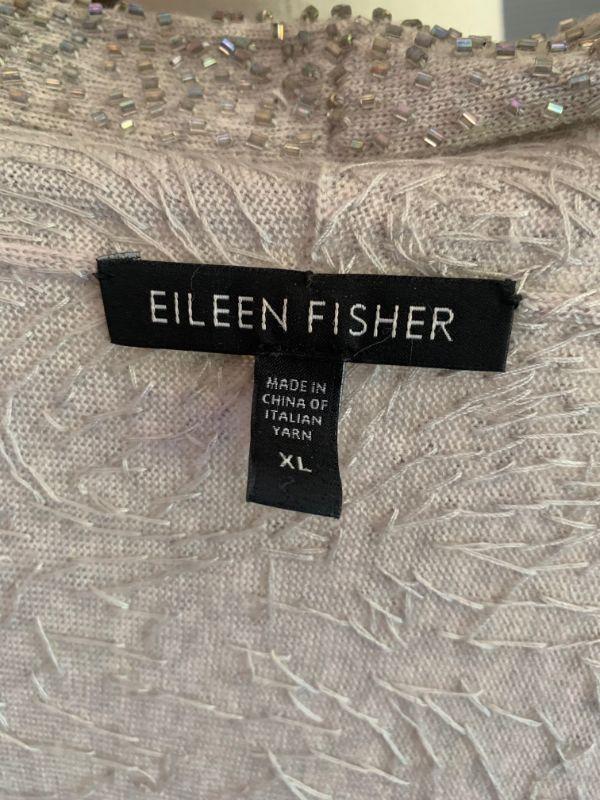 EILEEN FISHER
MADE IN
CHINA OF
ITALIAN
YARN
XL